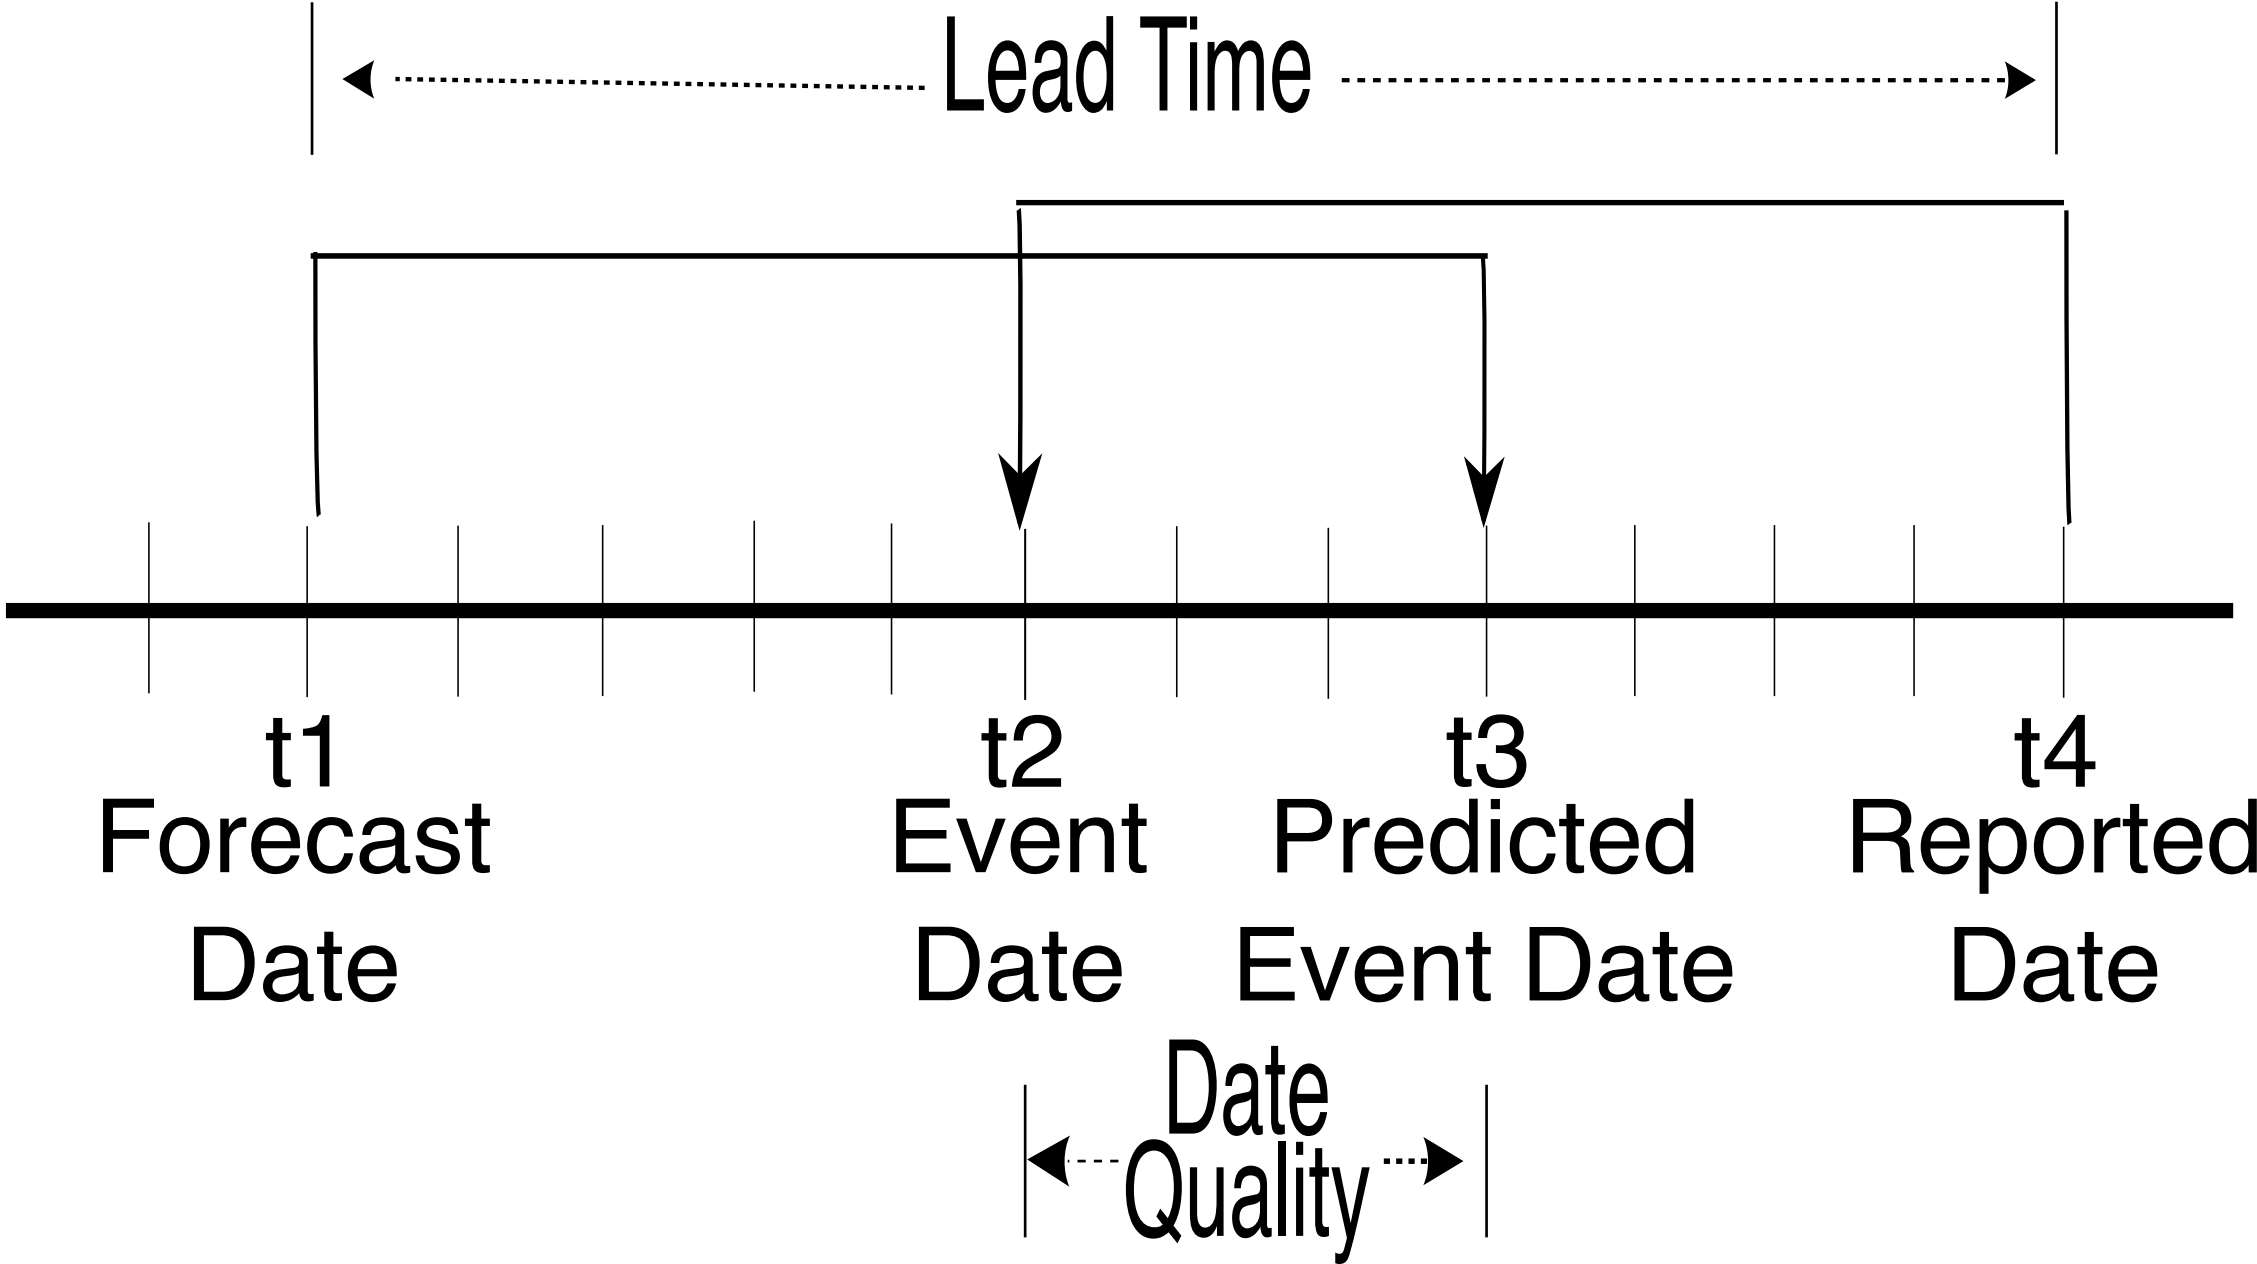 Lead Time
t1 t2 t3 t4
Forecast Event Predicted Reported
Date Date Event Date Date
Date
Quality